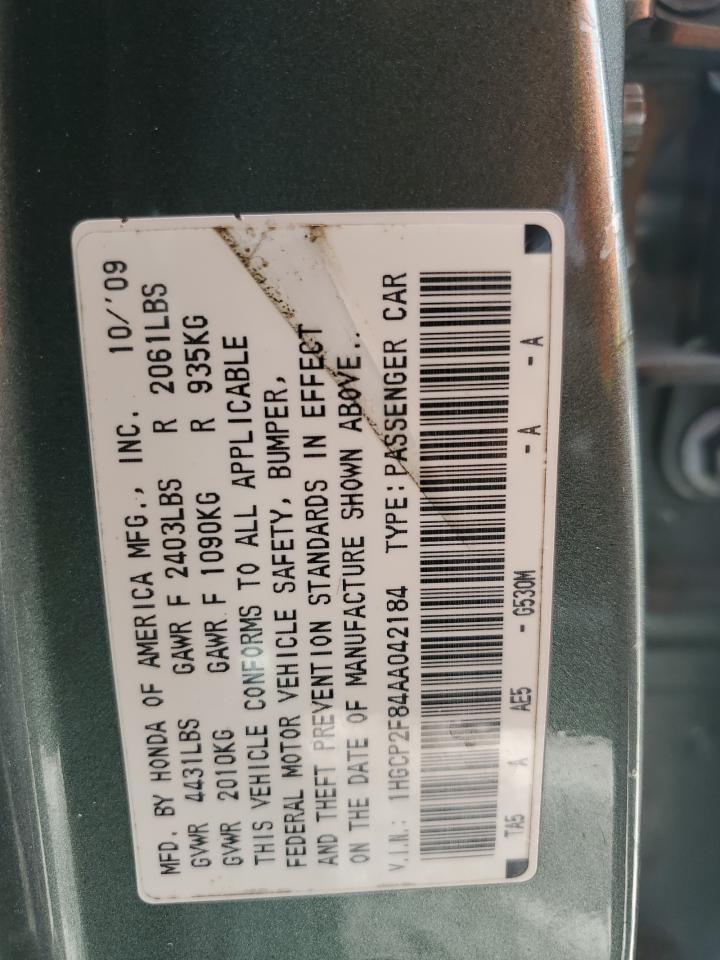 MFD. BY HONDA OF AMERICA MFG., INC. 10/'09
GVWR 4431LBS GAWR F 2403LBS R 2061LBS
GVWR 2010KG GAWR F 1090KG R 935KG
THIS VEHICLE CONFORMS TO ALL APPLICABLE
FEDERAL MOTOR VEHICLE SAFETY, BUMPER,
AND THEFT PREVENTION STANDARDS IN EFFECT
ON THE DATE OF MANUFACTURE SHOWN ABOVE..
V.I.N.: 1HGCP2F84AA042184 TYPE: PASSENGER CAR
TA5 A AE5 - G530M - A - A